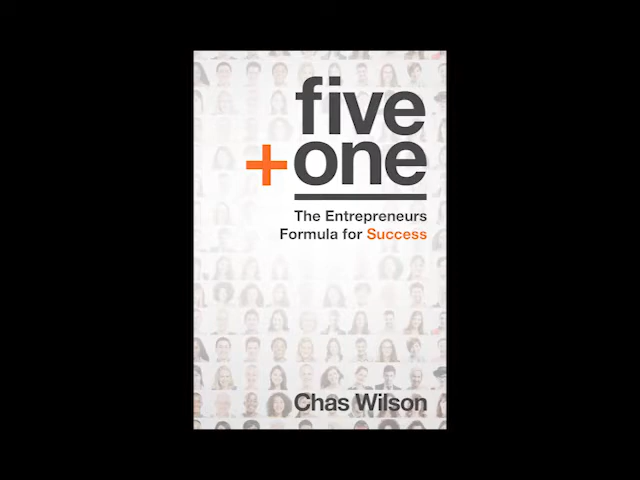 five
+one
The Entrepreneurs
Formula for Success
Chas Wilson